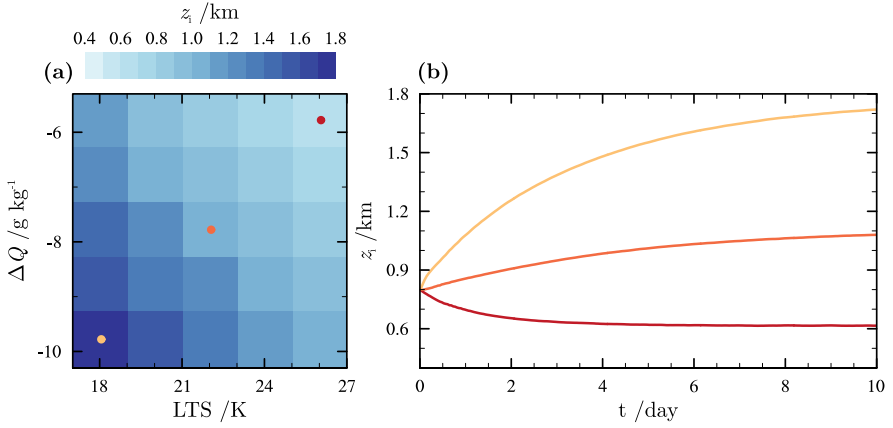 z_i /km
0.4 0.6 0.8 1.0 1.2 1.4 1.6 1.8
(a)
(b)
ΔQ /g kg⁻¹
-6
-8
-10
18 21 24 27
LTS /K
z_i /km
1.8
1.5
1.2
0.9
0.6
0 2 4 6 8 10
t /day